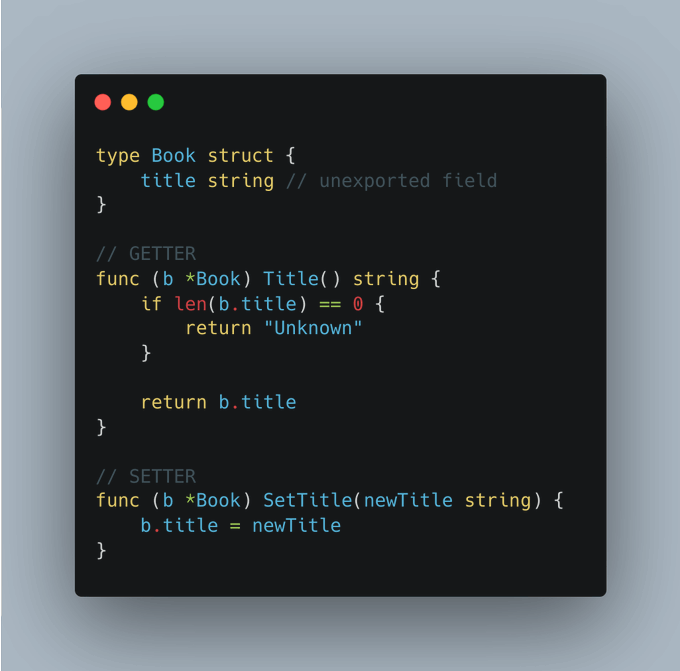 type Book struct {
    title string // unexported field
}

// GETTER
func (b *Book) Title() string {
    if len(b.title) == 0 {
        return "Unknown"
    }

    return b.title
}

// SETTER
func (b *Book) SetTitle(newTitle string) {
    b.title = newTitle
}